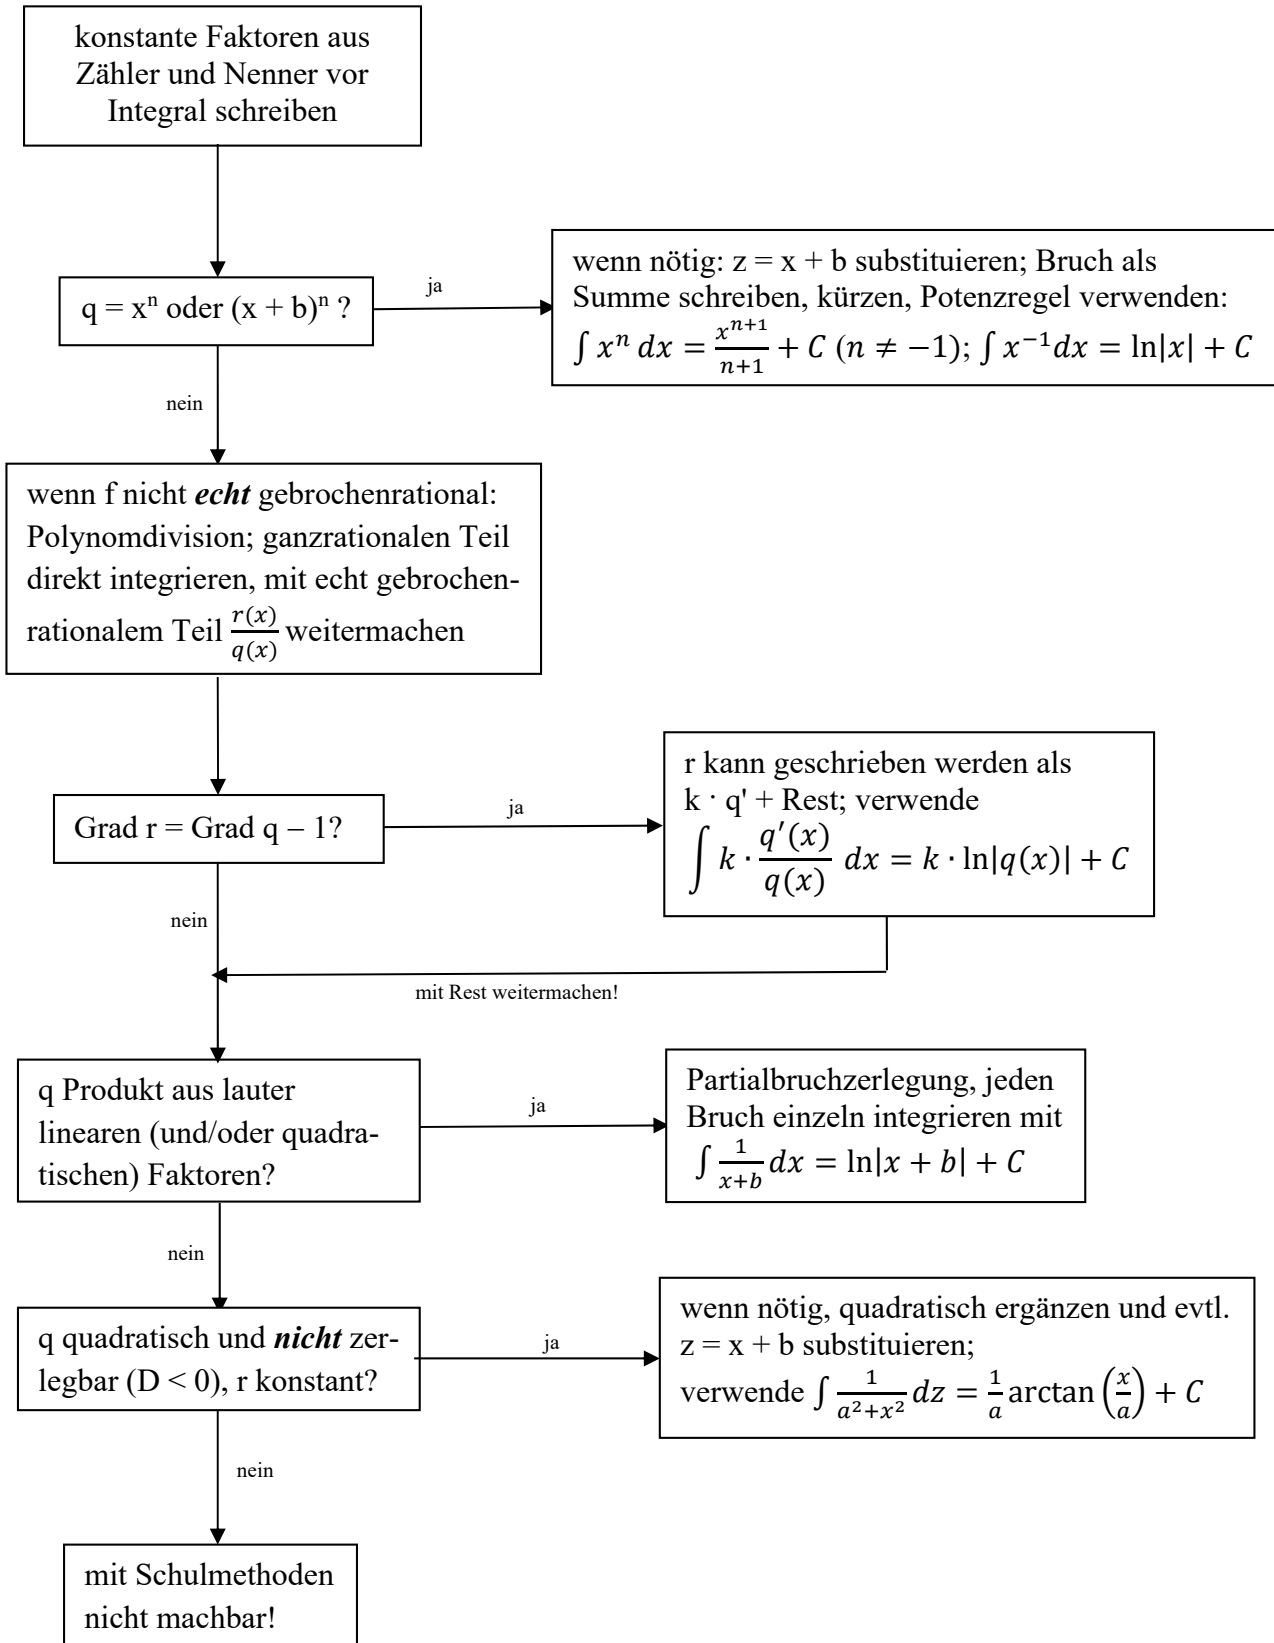 konstante Faktoren aus
Zähler und Nenner vor
Integral schreiben
q = xⁿ oder (x + b)ⁿ ?
ja
wenn nötig: z = x + b substituieren; Bruch als
Summe schreiben, kürzen, Potenzregel verwenden:
∫ xⁿ dx = xⁿ⁺¹/(n+1) + C (n ≠ −1); ∫ x⁻¹dx = ln|x| + C
nein
wenn f nicht echt gebrochenrational:
Polynomdivision; ganzrationalen Teil
direkt integrieren, mit echt gebrochen-
rationalem Teil r(x)/q(x) weitermachen
Grad r = Grad q – 1?
ja
r kann geschrieben werden als
k · q' + Rest; verwende
∫ k · q′(x)/q(x) dx = k · ln|q(x)| + C
nein
mit Rest weitermachen!
q Produkt aus lauter
linearen (und/oder quadra-
tischen) Faktoren?
ja
Partialbruchzerlegung, jeden
Bruch einzeln integrieren mit
∫ 1/(x+b) dx = ln|x + b| + C
nein
q quadratisch und nicht zer-
legbar (D < 0), r konstant?
ja
wenn nötig, quadratisch ergänzen und evtl.
z = x + b substituieren;
verwende ∫ 1/(a²+x²) dz = 1/a arctan (x/a) + C
nein
mit Schulmethoden
nicht machbar!